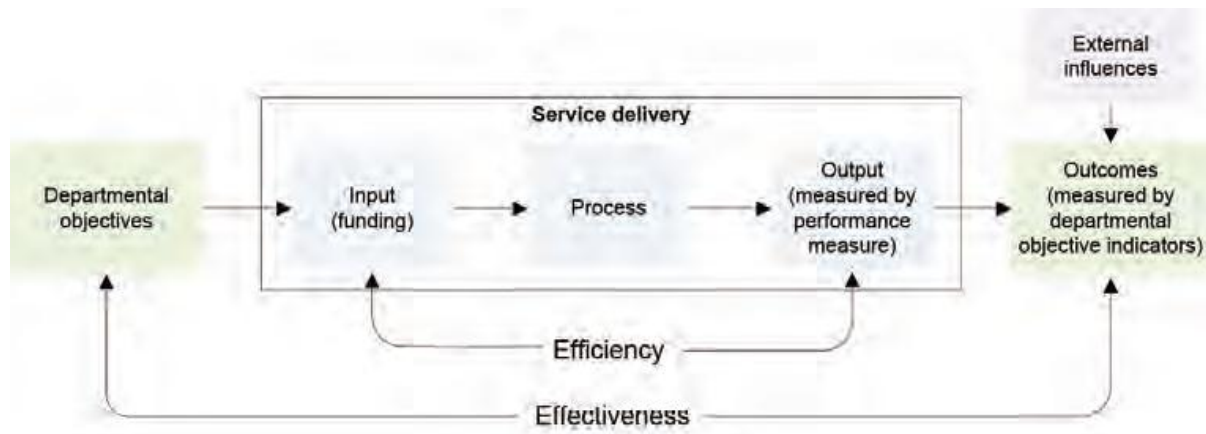 External
influences
Service delivery
Departmental
objectives
Input
(funding)
Process
Output
(measured by
performance
measure)
Outcomes
(measured by
departmental
objective indicators)
Efficiency
Effectiveness